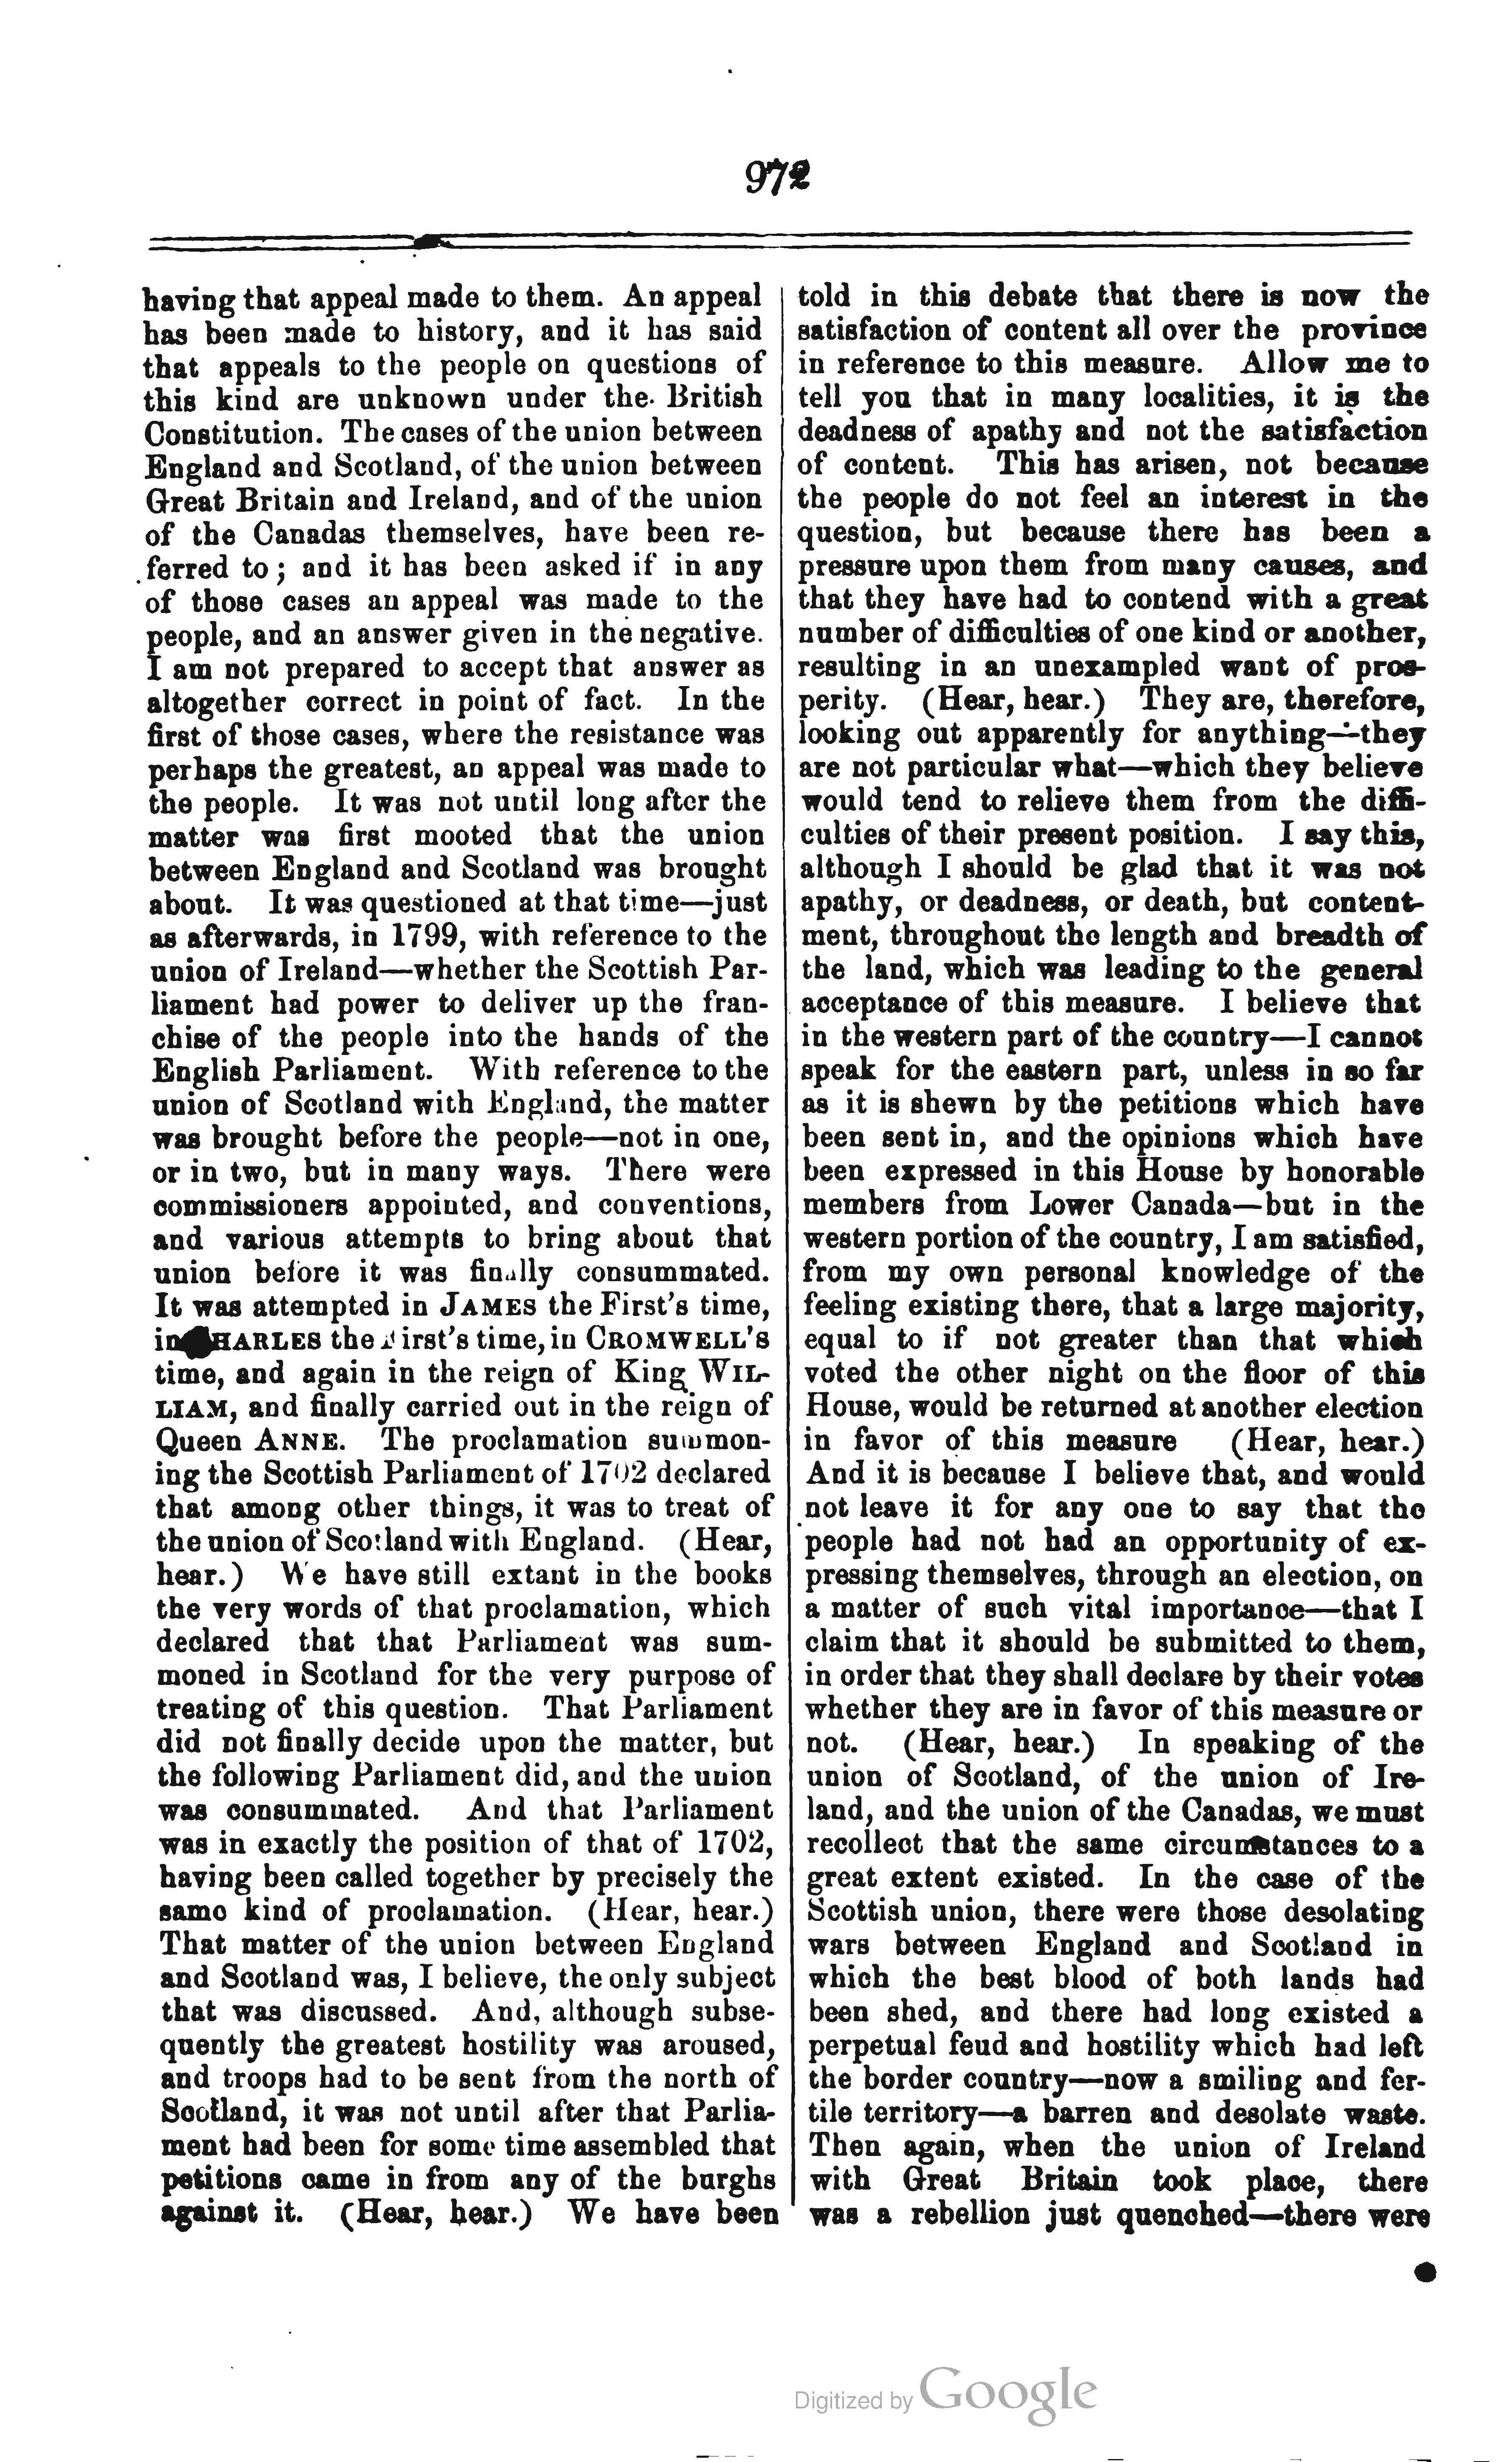 972
having that appeal made to them. An appeal
has been made to history, and it has said
that appeals to the people on questions of
this kind are unknown under the British
Constitution. The cases of the union between
England and Scotland, of the union between
Great Britain and Ireland, and of the union
of the Canadas themselves, have been re-
ferred to; and it has been asked if in any
of those cases an appeal was made to the
people, and an answer given in the negative.
I am not prepared to accept that answer as
altogether correct in point of fact. In the
first of those cases, where the resistance was
perhaps the greatest, an appeal was made to
the people. It was not until long after the
matter was first mooted that the union
between England and Scotland was brought
about. It was questioned at that time—just
as afterwards, in 1799, with reference to the
union of Ireland—whether the Scottish Par-
liament had power to deliver up the fran-
chise of the people into the hands of the
English Parliament. With reference to the
union of Scotland with England, the matter
was brought before the people—not in one,
or in two, but in many ways. There were
commissioners appointed, and conventions,
and various attempts to bring about that
union before it was finally consummated.
It was attempted in JAMES the First's time,
in CHARLES the First's time, in CROMWELL'S
time, and again in the reign of King WIL-
LIAM, and finally carried out in the reign of
Queen ANNE. The proclamation summon-
ing the Scottish Parliament of 1702 declared
that among other things, it was to treat of
the union of Scotland with England. (Hear,
hear.) We have still extant in the books
the very words of that proclamation, which
declared that that Parliament was sum-
moned in Scotland for the very purpose of
treating of this question. That Parliament
did not finally decide upon the matter, but
the following Parliament did, and the union
was consummated. And that Parliament
was in exactly the position of that of 1702,
having been called together by precisely the
same kind of proclamation. (Hear, hear.)
That matter of the union between England
and Scotland was, I believe, the only subject
that was discussed. And, although subse-
quently the greatest hostility was aroused,
and troops had to be sent from the north of
Scotland, it was not until after that Parlia-
ment had been for some time assembled that
petitions came in from any of the burghs
against it. (Hear, hear.) We have been
told in this debate that there is now the
satisfaction of content all over the province
in reference to this measure. Allow me to
tell you that in many localities, it is the
deadness of apathy and not the satisfaction
of content. This has arisen, not because
the people do not feel an interest in the
question, but because there has been a
pressure upon them from many causes, and
that they have had to contend with a great
number of difficulties of one kind or another,
resulting in an unexampled want of pros-
perity. (Hear, hear.) They are, therefore,
looking out apparently for anything—they
are not particular what—which they believe
would tend to relieve them from the diffi-
culties of their present position. I say this,
although I should be glad that it was not
apathy, or deadness, or death, but content-
ment, throughout the length and breadth of
the land, which was leading to the general
acceptance of this measure. I believe that
in the western part of the country—I cannot
speak for the eastern part, unless in so far
as it is shewn by the petitions which have
been sent in, and the opinions which have
been expressed in this House by honorable
members from Lower Canada—but in the
western portion of the country, I am satisfied,
from my own personal knowledge of the
feeling existing there, that a large majority,
equal to if not greater than that which
voted the other night on the floor of this
House, would be returned at another election
in favor of this measure (Hear, hear.)
And it is because I believe that, and would
not leave it for any one to say that the
people had not had an opportunity of ex-
pressing themselves, through an election, on
a matter of such vital importance—that I
claim that it should be submitted to them,
in order that they shall declare by their votes
whether they are in favor of this measure or
not. (Hear, hear.) In speaking of the
union of Scotland, of the union of Ire-
land, and the union of the Canadas, we must
recollect that the same circumstances to a
great extent existed. In the case of the
Scottish union, there were those desolating
wars between England and Scotland in
which the best blood of both lands had
been shed, and there had long existed a
perpetual feud and hostility which had left
the border country—now a smiling and fer-
tile territory—a barren and desolate waste.
Then again, when the union of Ireland
with Great Britain took place, there
was a rebellion just quenched—there were
Digitized by Google